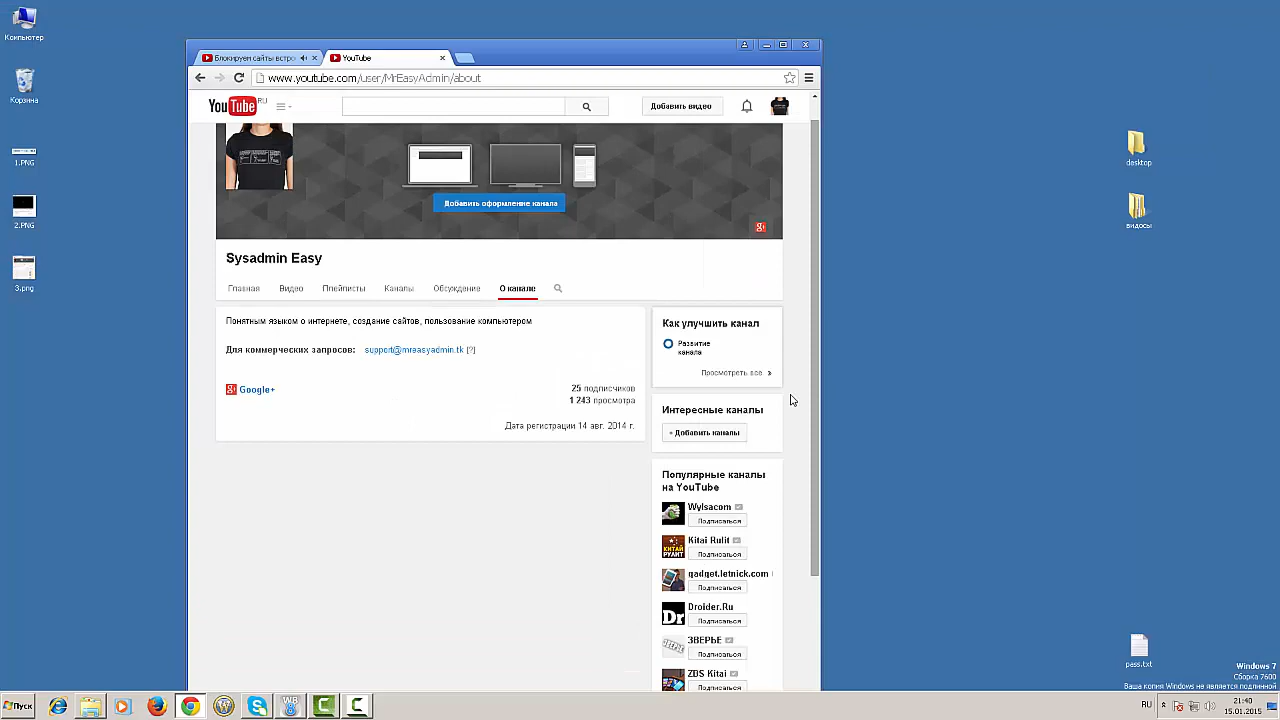 Компьютер
Корзина
1.PNG
2.PNG
3.png
Блокируем сайты встро
YouTube
www.youtube.com/user/MrEasyAdmin/about
YouTube RU
Добавить видео
Добавить оформление канала
Sysadmin Easy
Главная
Видео
Плейлисты
Каналы
Обсуждение
О канале
Понятным языком о интернете, создание сайтов, пользование компьютером
Для коммерческих запросов: support@mreasyadmin.tk [?]
Google+
25 подписчиков
1 243 просмотра
Дата регистрации 14 авг. 2014 г.
Как улучшить канал
Развитие
канала
Просмотреть все
Интересные каналы
+ Добавить каналы
Популярные каналы
на YouTube
Wylsacom
Подписаться
Kitai Rulit
Подписаться
gadget.letnick.com
Подписаться
Droider.Ru
Подписаться
ЗВЕРЬЕ
Подписаться
ZBS Kitai
Подписаться
desktop
видосы
pass.txt
Windows 7
Сборка 7600
Ваша копия Windows не является подлинной
Пуск
RU
21:40
15.01.2015